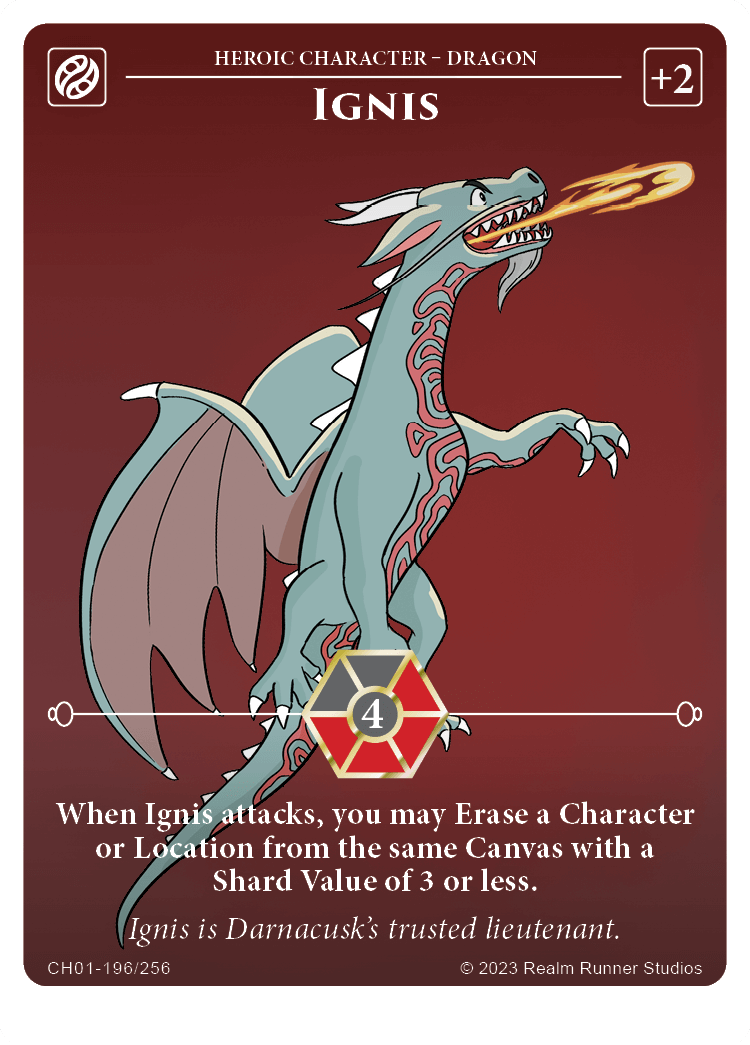 HEROIC CHARACTER – DRAGON
IGNIS
+2
4
When Ignis attacks, you may Erase a Character
or Location from the same Canvas with a
Shard Value of 3 or less.
Ignis is Darnacusk’s trusted lieutenant.
CH01-196/256
© 2023 Realm Runner Studios